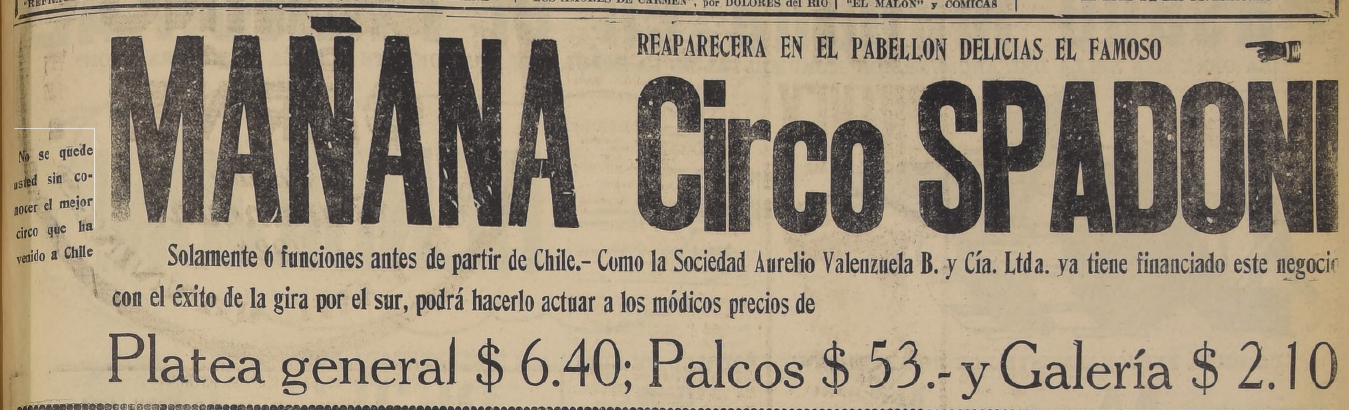 LOS AMORES DE CARMEN", por DOLORES del RIO | "EL MALON" y COMICAS
No se quede
usted sin co-
nocer el mejor
circo que ha
venido a Chile
MAÑANA
REAPARECERA EN EL PABELLON DELICIAS EL FAMOSO
Circo SPADONI
Solamente 6 funciones antes de partir de Chile.- Como la Sociedad Aurelio Valenzuela B. y Cía. Ltda. ya tiene financiado este negocio
con el éxito de la gira por el sur, podrá hacerlo actuar a los módicos precios de
Platea general $ 6.40; Palcos $ 53.- y Galería $ 2.10